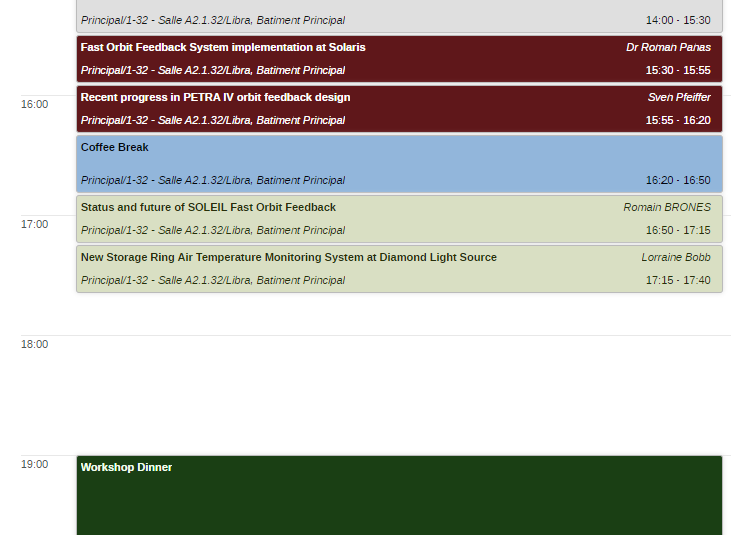 Principal/1-32 - Salle A2.1.32/Libra, Batiment Principal 14:00 - 15:30
Fast Orbit Feedback System implementation at Solaris Dr Roman Panas
Principal/1-32 - Salle A2.1.32/Libra, Batiment Principal 15:30 - 15:55
16:00
Recent progress in PETRA IV orbit feedback design Sven Pfeiffer
Principal/1-32 - Salle A2.1.32/Libra, Batiment Principal 15:55 - 16:20
Coffee Break
Principal/1-32 - Salle A2.1.32/Libra, Batiment Principal 16:20 - 16:50
Status and future of SOLEIL Fast Orbit Feedback Romain BRONES
17:00
Principal/1-32 - Salle A2.1.32/Libra, Batiment Principal 16:50 - 17:15
New Storage Ring Air Temperature Monitoring System at Diamond Light Source Lorraine Bobb
Principal/1-32 - Salle A2.1.32/Libra, Batiment Principal 17:15 - 17:40
18:00
19:00
Workshop Dinner